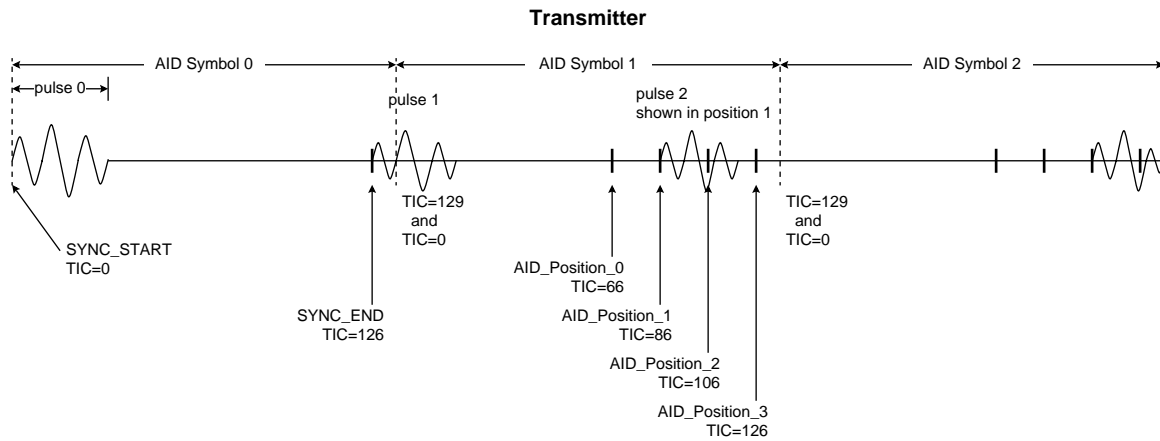 Transmitter
AID Symbol 0
AID Symbol 1
AID Symbol 2
pulse 0
pulse 1
pulse 2
shown in position 1
TIC=129
and
TIC=0
TIC=129
and
TIC=0
SYNC_START
TIC=0
AID_Position_0
TIC=66
SYNC_END
TIC=126
AID_Position_1
TIC=86
AID_Position_2
TIC=106
AID_Position_3
TIC=126